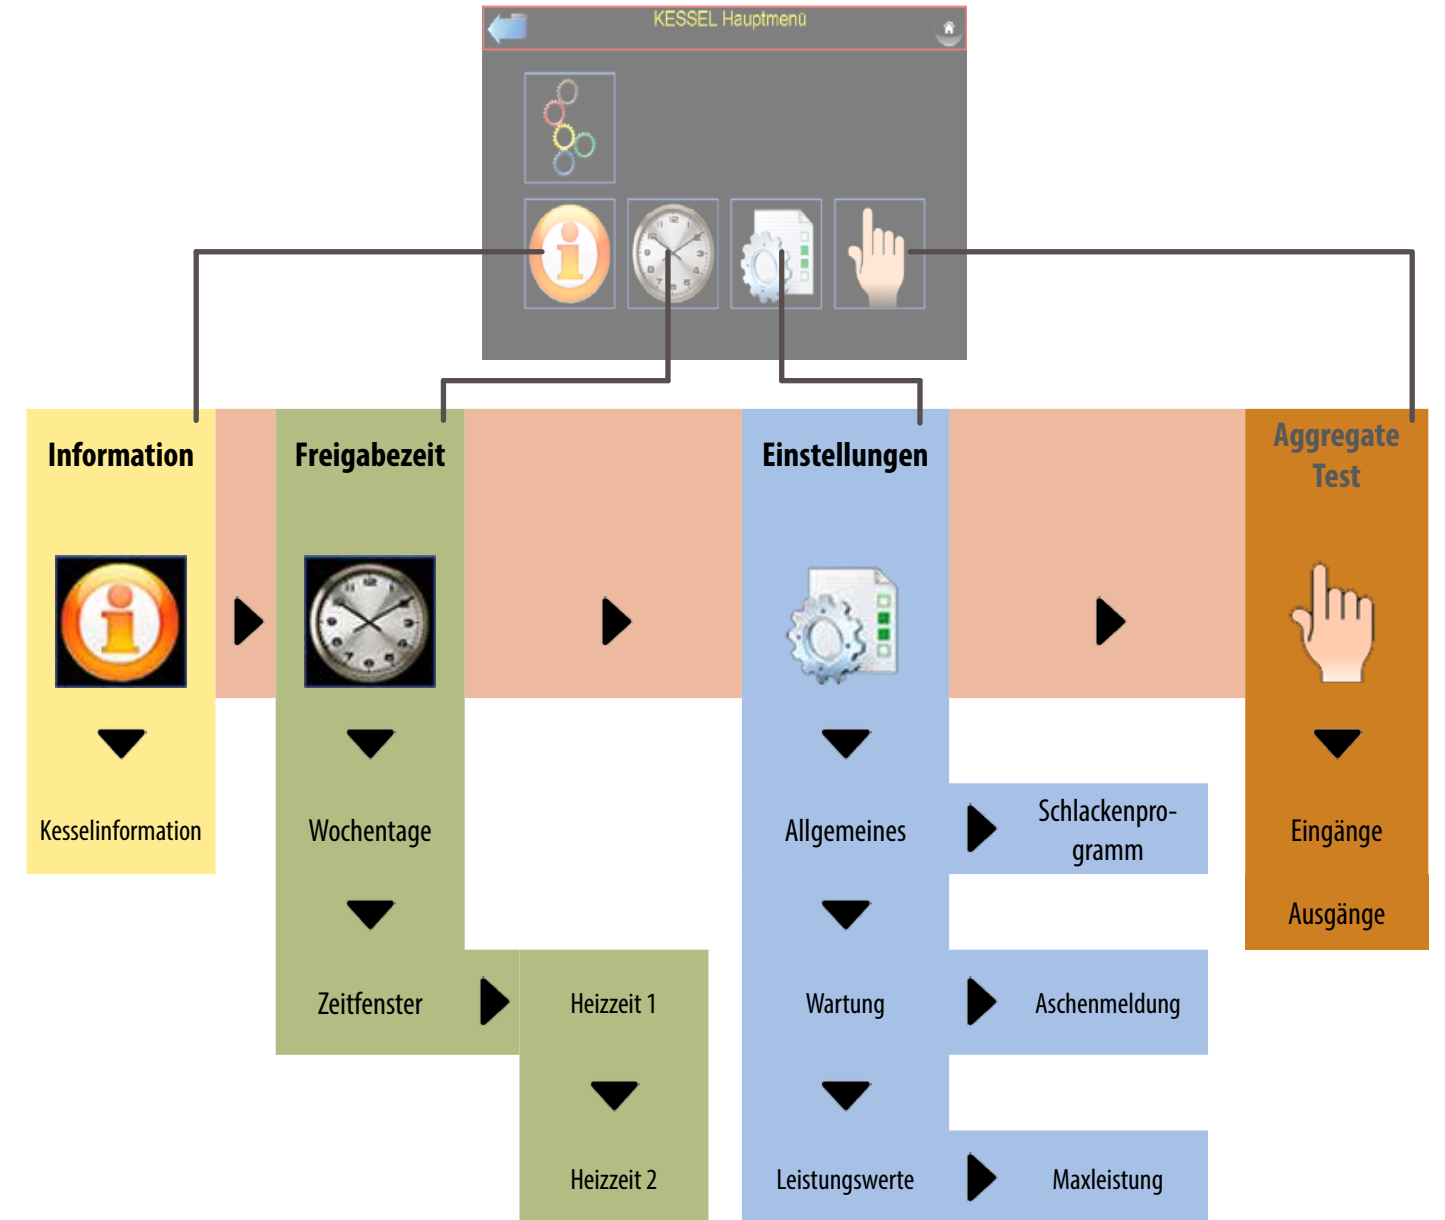 KESSEL Hauptmenü
Information
Freigabezeit
Einstellungen
Aggregate
Test
Kesselinformation
Wochentage
Allgemeines
Schlackenpro-
gramm
Eingänge
Ausgänge
Zeitfenster
Heizzeit 1
Wartung
Aschenmeldung
Heizzeit 2
Leistungswerte
Maxleistung